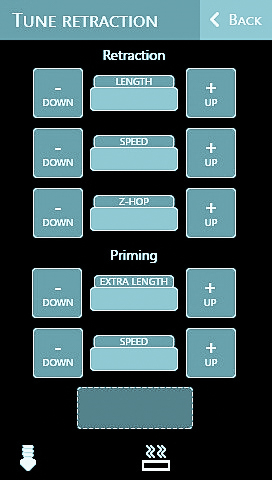 Tune retraction
Back
Retraction
- LENGTH +
DOWN UP
- SPEED +
DOWN UP
- Z-HOP +
DOWN UP
Priming
- EXTRA LENGTH +
DOWN UP
- SPEED +
DOWN UP